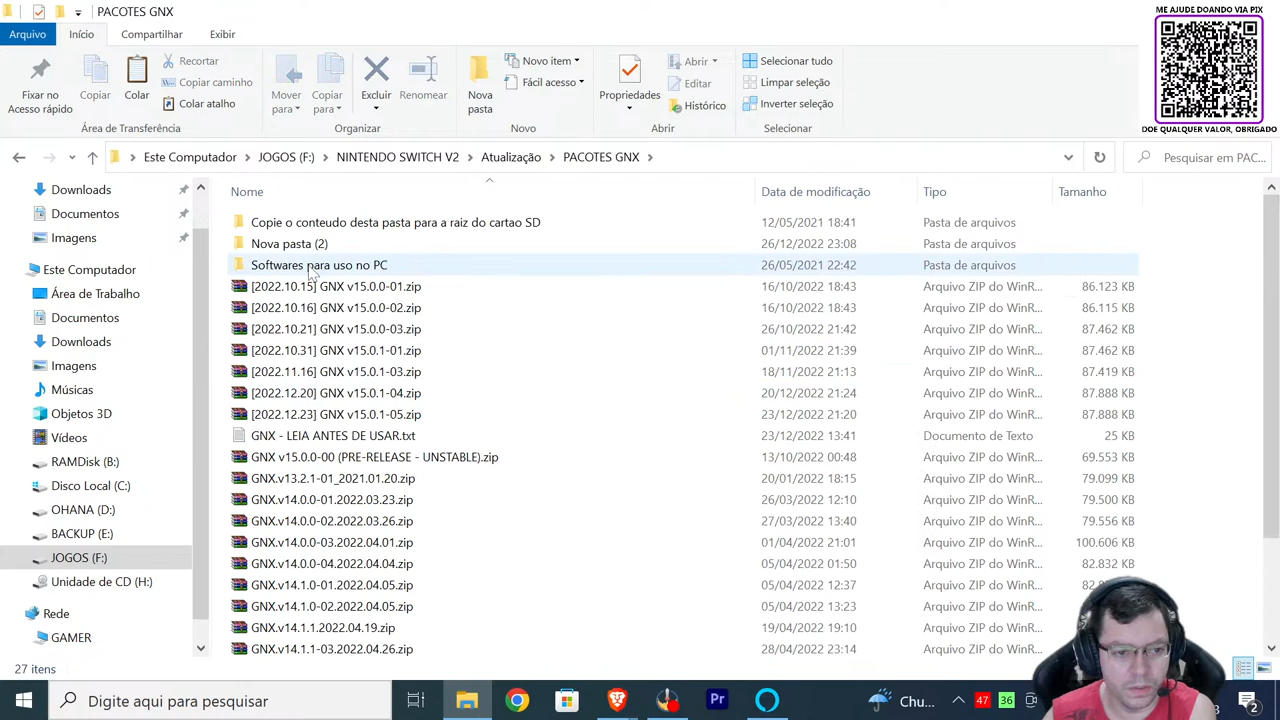 PACOTES GNX
ME AJUDE DOANDO VIA PIX
Arquivo
Início
Compartilhar
Exibir
Fixar no Acesso rápido
Copiar
Colar
Recortar
Copiar caminho
Colar atalho
Mover para
Copiar para
Excluir
Renomear
Nova pasta
Novo item
Fácil acesso
Propriedades
Abrir
Editar
Histórico
Selecionar tudo
Limpar seleção
Inverter seleção
Área de Transferência
Organizar
Novo
Abrir
Selecionar
DOE QUALQUER VALOR, OBRIGADO
Este Computador > JOGOS (F:) > NINTENDO SWITCH V2 > Atualização > PACOTES GNX >
Pesquisar em PAC...
Downloads
Documentos
Imagens
Este Computador
Área de Trabalho
Documentos
Downloads
Imagens
Músicas
Objetos 3D
Vídeos
RAMDisk (B:)
Disco Local (C:)
OHANA (D:)
BACKUP (E:)
JOGOS (F:)
Unidade de CD (H:)
Rede
GAMER
Nome Data de modificação Tipo Tamanho
Copie o conteudo desta pasta para a raiz do cartao SD 12/05/2021 18:41 Pasta de arquivos
Nova pasta (2) 26/12/2022 23:08 Pasta de arquivos
Softwares para uso no PC 26/05/2021 22:42 Pasta de arquivos
[2022.10.15] GNX v15.0.0-01.zip 16/10/2022 18:43 Arquivo ZIP do WinR... 86.123 KB
[2022.10.16] GNX v15.0.0-02.zip 16/10/2022 18:43 Arquivo ZIP do WinR... 86.115 KB
[2022.10.21] GNX v15.0.0-03.zip 26/10/2022 21:42 Arquivo ZIP do WinR... 87.462 KB
[2022.10.31] GNX v15.0.1-01.zip 01/11/2022 21:39 Arquivo ZIP do WinR... 87.462 KB
[2022.11.16] GNX v15.0.1-03.zip 18/11/2022 21:13 Arquivo ZIP do WinR... 87.419 KB
[2022.12.20] GNX v15.0.1-04.zip 20/12/2022 21:24 Arquivo ZIP do WinR... 87.888 KB
[2022.12.23] GNX v15.0.1-05.zip 23/12/2022 21:20 Arquivo ZIP do WinR... 87.888 KB
GNX - LEIA ANTES DE USAR.txt 23/12/2022 13:41 Documento de Texto 25 KB
GNX v15.0.0-00 (PRE-RELEASE - UNSTABLE).zip 13/10/2022 00:48 Arquivo ZIP do WinR... 69.553 KB
GNX.v13.2.1-01_2021.01.20.zip 20/01/2022 18:15 Arquivo ZIP do WinR... 79.099 KB
GNX.v14.0.0-01.2022.03.23.zip 26/03/2022 12:10 Arquivo ZIP do WinR... 79.500 KB
GNX.v14.0.0-02.2022.03.26.zip 27/03/2022 13:40 Arquivo ZIP do WinR... 79.556 KB
GNX.v14.0.0-03.2022.04.01.zip 01/04/2022 21:01 Arquivo ZIP do WinR... 100.606 KB
GNX.v14.0.0-04.2022.04.04.zip 05/04/2022 01:50 Arquivo ZIP do WinR... 82.832 KB
GNX.v14.1.0-01.2022.04.05.zip 05/04/2022 12:37 Arquivo ZIP do WinR...
GNX.v14.1.0-02.2022.04.05.zip 05/04/2022 13:23 Arquivo ZIP do WinR...
GNX.v14.1.1.2022.04.19.zip 19/04/2022 19:10 Arquivo ZIP do WinR...
GNX.v14.1.1-03.2022.04.26.zip 28/04/2022 23:14 Arquivo ZIP do WinR...
27 itens
Digite aqui para pesquisar
Pr
Chu...
47
36
2